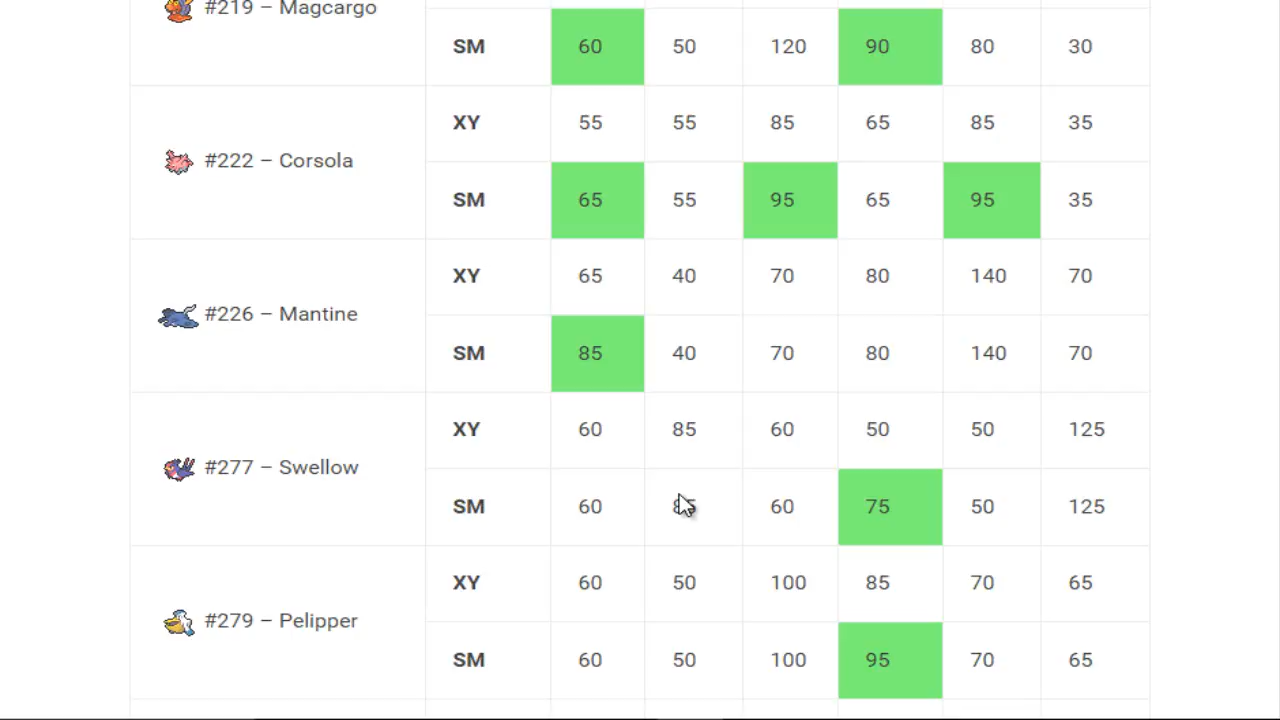 #219 – Magcargo
SM 60 50 120 90 80 30
XY 55 55 85 65 85 35
#222 – Corsola
SM 65 55 95 65 95 35
XY 65 40 70 80 140 70
#226 – Mantine
SM 85 40 70 80 140 70
XY 60 85 60 50 50 125
#277 – Swellow
SM 60 85 60 75 50 125
XY 60 50 100 85 70 65
#279 – Pelipper
SM 60 50 100 95 70 65